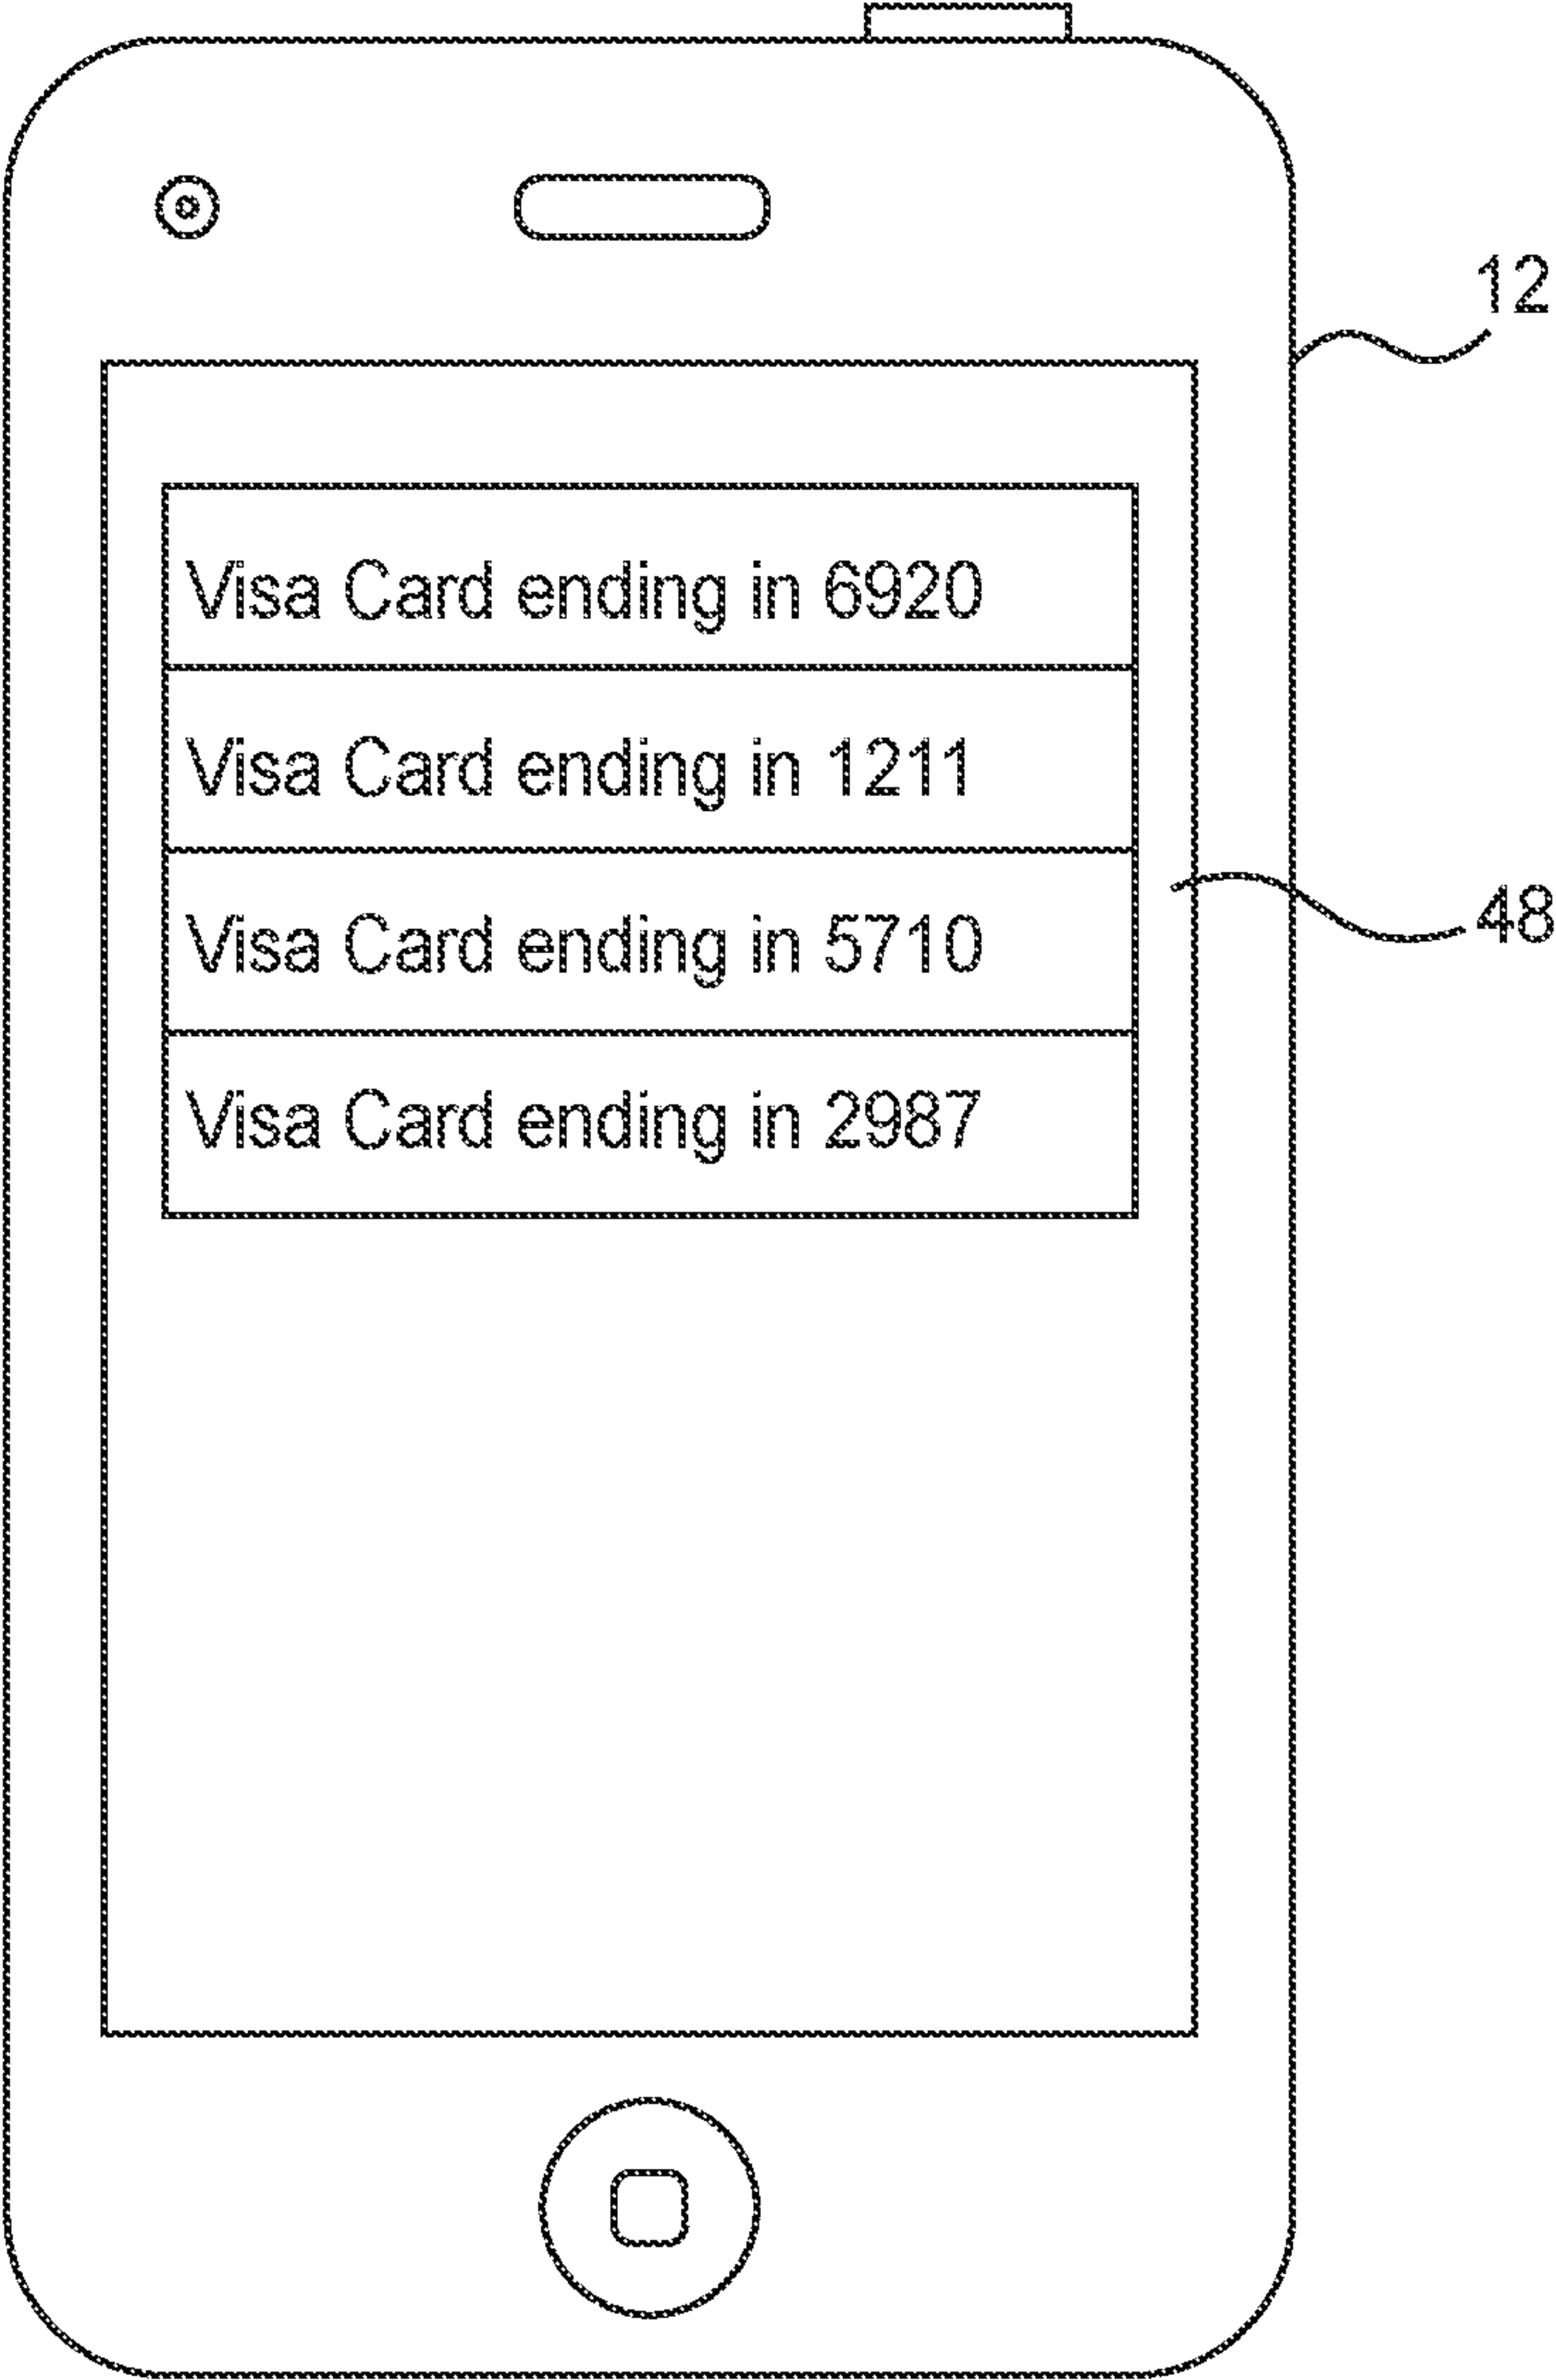 12
Visa Card ending in 6920
Visa Card ending in 1211
Visa Card ending in 5710
48
Visa Card ending in 2987